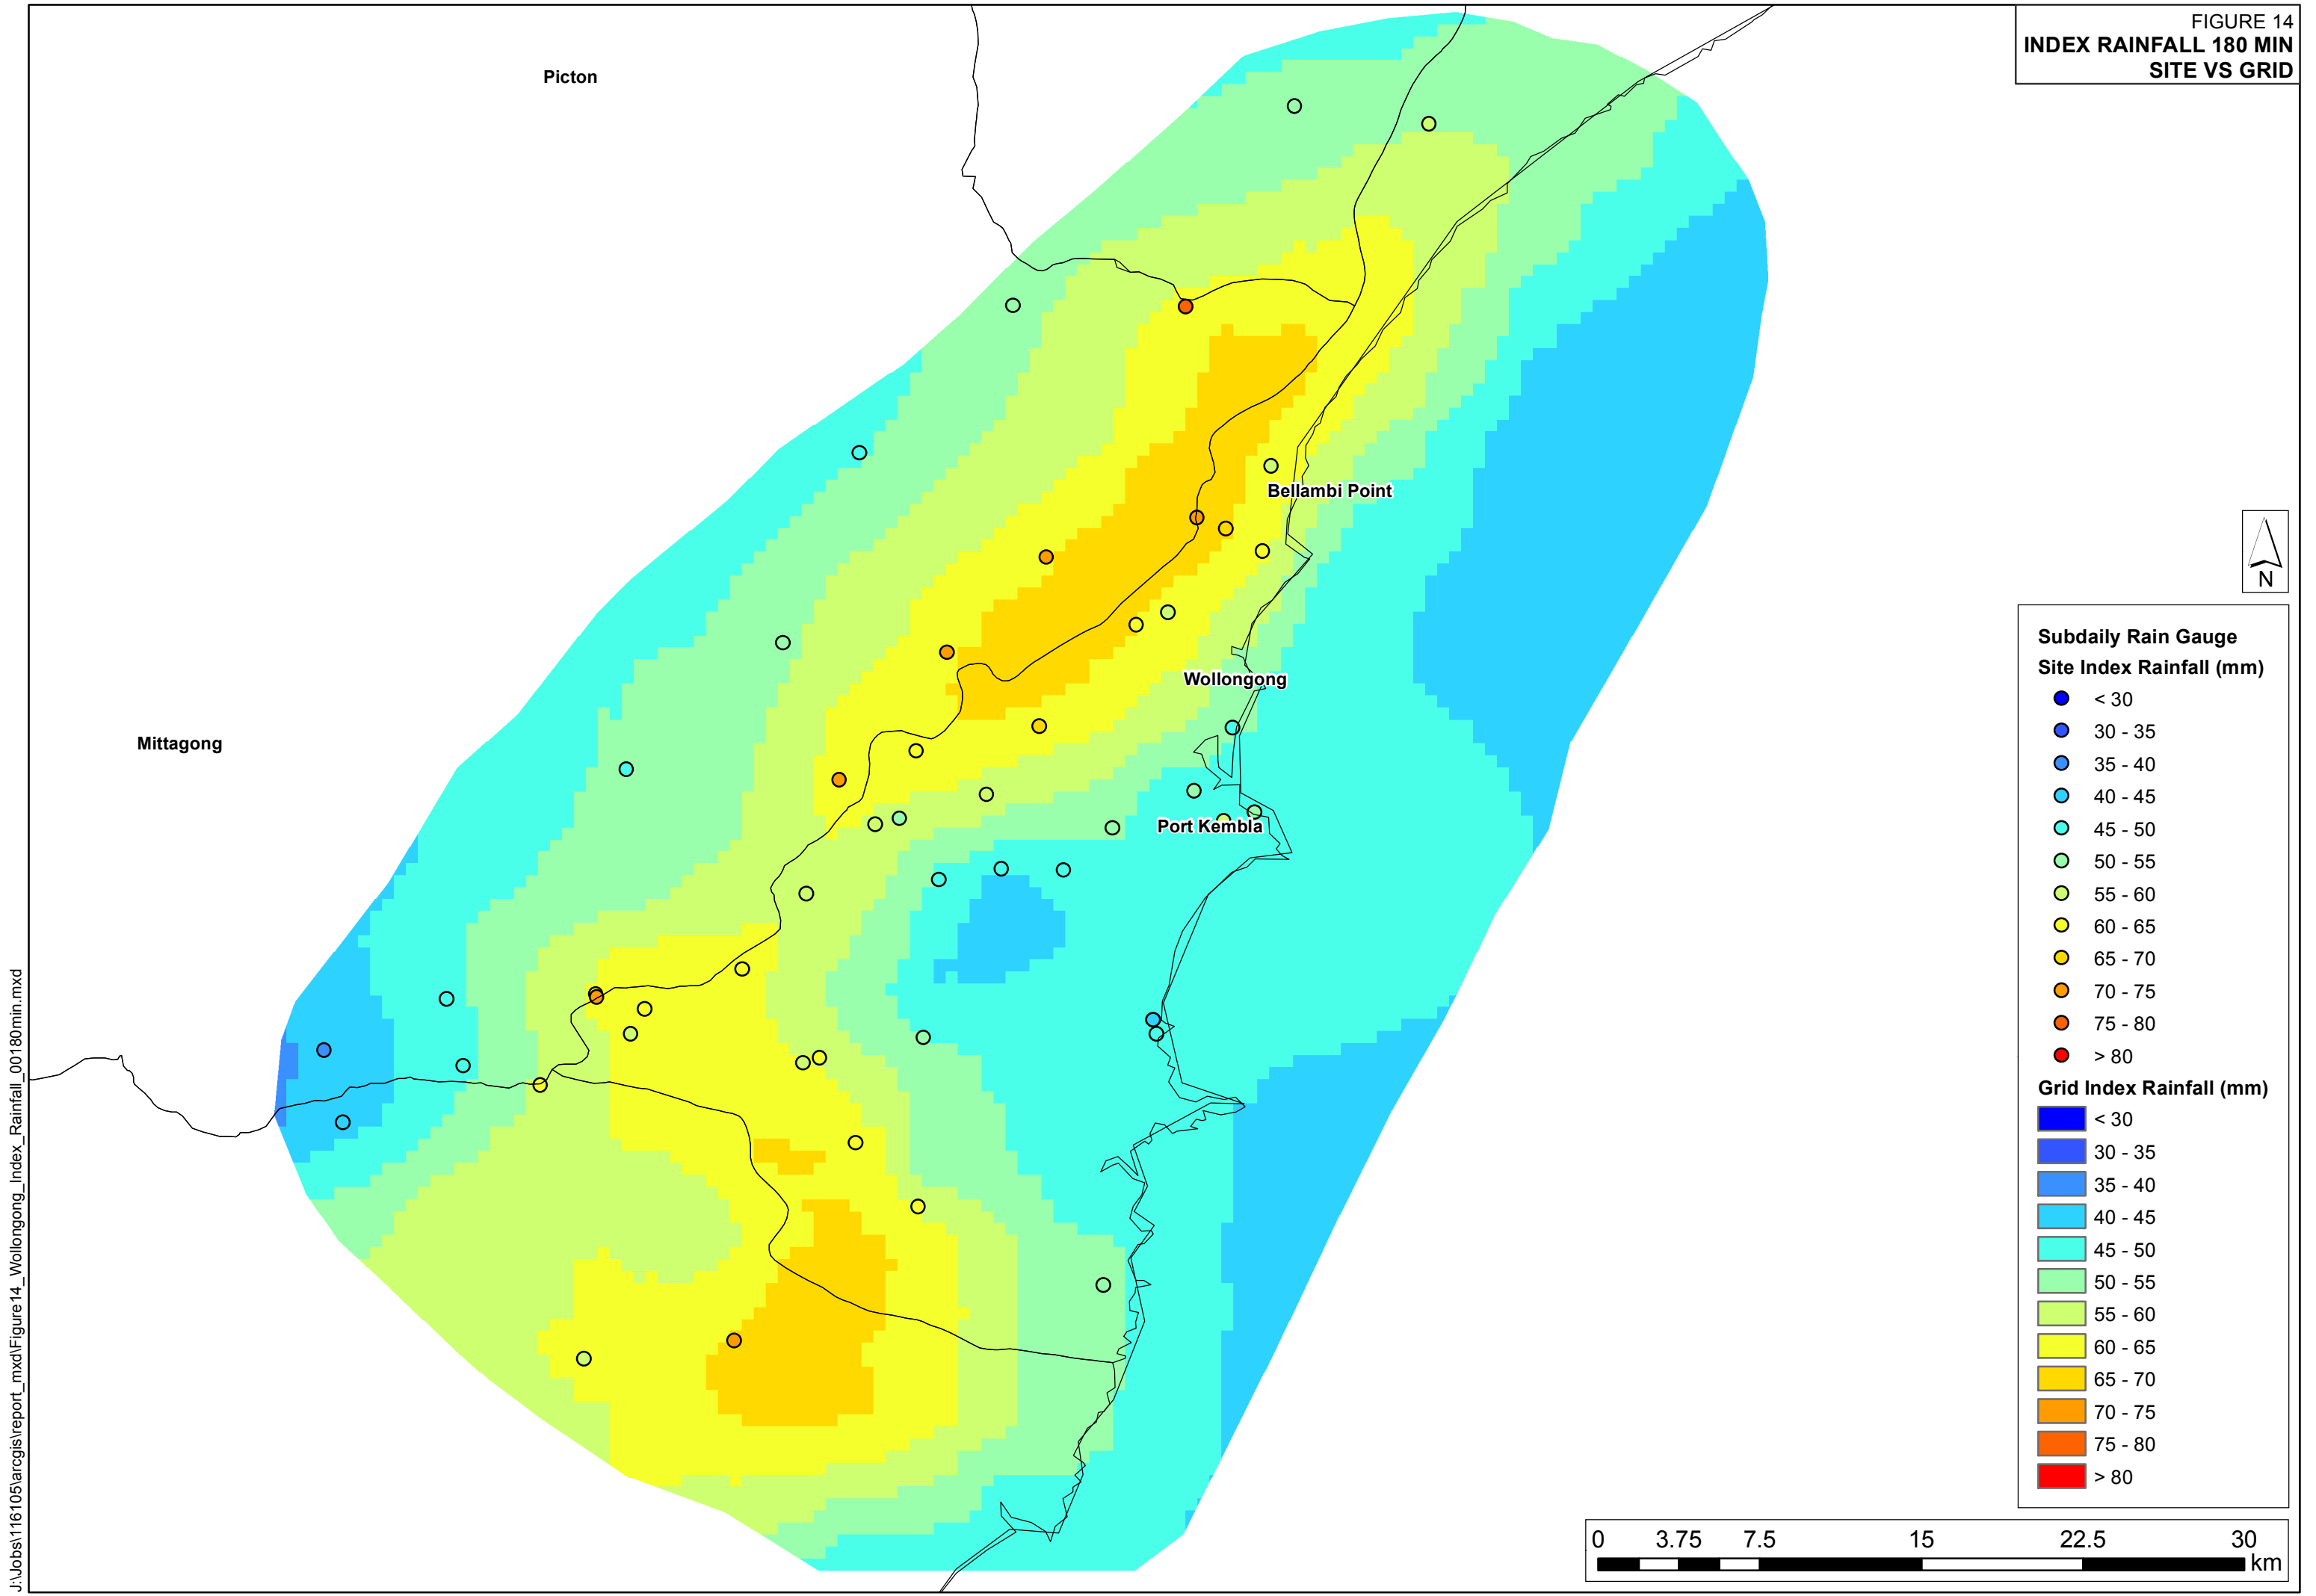 FIGURE 14
INDEX RAINFALL 180 MIN
SITE VS GRID
Picton
Bellambi Point
Wollongong
Mittagong
Port Kembla
N
Subdaily Rain Gauge
Site Index Rainfall (mm)
< 30
30 - 35
35 - 40
40 - 45
45 - 50
50 - 55
55 - 60
60 - 65
65 - 70
70 - 75
75 - 80
> 80
Grid Index Rainfall (mm)
< 30
30 - 35
35 - 40
40 - 45
45 - 50
50 - 55
55 - 60
60 - 65
65 - 70
70 - 75
75 - 80
> 80
0 3.75 7.5 15 22.5 30
km
J:\Jobs\116105\arcgis\report_mxd\Figure14_Wollongong_Index_Rainfall_00180min.mxd